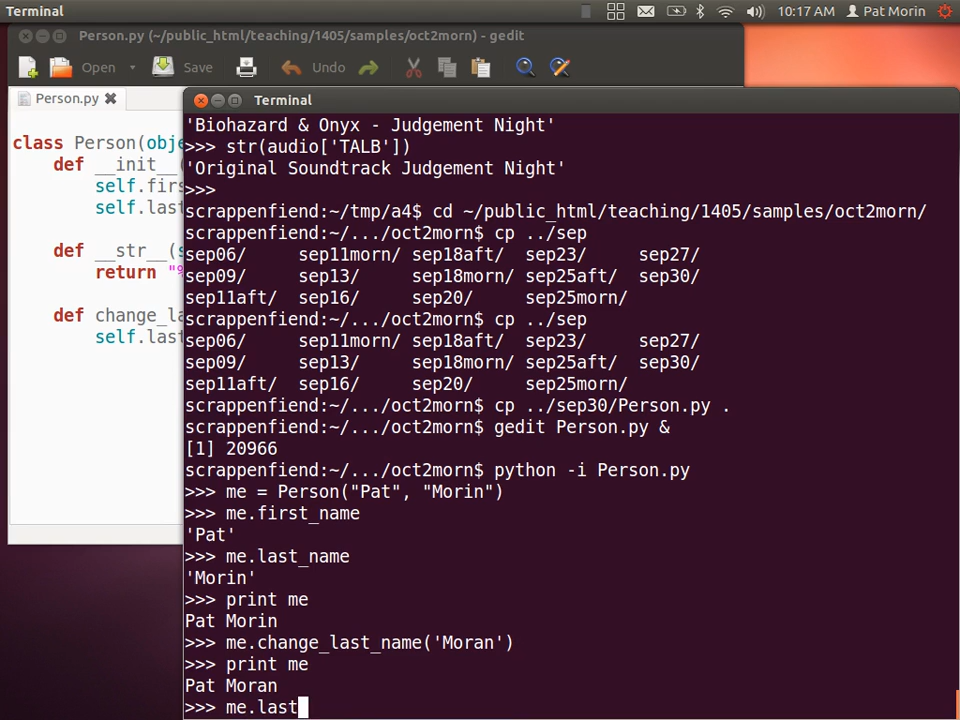 Terminal
10:17 AM
Pat Morin
Person.py (~/public_html/teaching/1405/samples/oct2morn) - gedit
Open
Save
Undo
Person.py
class Person(obje
def __init__(
self.firs
self.last
def __str__(s
return "%
def change_la
self.last
Terminal
'Biohazard & Onyx - Judgement Night'
>>> str(audio['TALB'])
'Original Soundtrack Judgement Night'
>>>
scrappenfiend:~/tmp/a4$ cd ~/public_html/teaching/1405/samples/oct2morn/
scrappenfiend:~/.../oct2morn$ cp ../sep
sep06/ sep11morn/ sep18aft/ sep23/ sep27/
sep09/ sep13/ sep18morn/ sep25aft/ sep30/
sep11aft/ sep16/ sep20/ sep25morn/
scrappenfiend:~/.../oct2morn$ cp ../sep
sep06/ sep11morn/ sep18aft/ sep23/ sep27/
sep09/ sep13/ sep18morn/ sep25aft/ sep30/
sep11aft/ sep16/ sep20/ sep25morn/
scrappenfiend:~/.../oct2morn$ cp ../sep30/Person.py .
scrappenfiend:~/.../oct2morn$ gedit Person.py &
[1] 20966
scrappenfiend:~/.../oct2morn$ python -i Person.py
>>> me = Person("Pat", "Morin")
>>> me.first_name
'Pat'
>>> me.last_name
'Morin'
>>> print me
Pat Morin
>>> me.change_last_name('Moran')
>>> print me
Pat Moran
>>> me.last